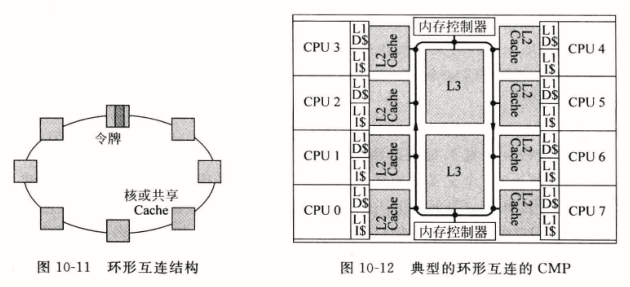 令牌
核或共享
Cache
图 10-11 环形互连结构
内存控制器
CPU 3
L1
D$
L1
I$
L2
Cache
CPU 2
L1
D$
L1
I$
L2
Cache
CPU 1
L1
D$
L1
I$
L2
Cache
CPU 0
L1
D$
L1
I$
L2
Cache
L3
L3
L2
Cache
L1
D$
L1
I$
CPU 4
L2
Cache
L1
D$
L1
I$
CPU 5
L2
Cache
L1
D$
L1
I$
CPU 6
L2
Cache
L1
D$
L1
I$
CPU 7
内存控制器
图 10-12 典型的环形互连的 CMP